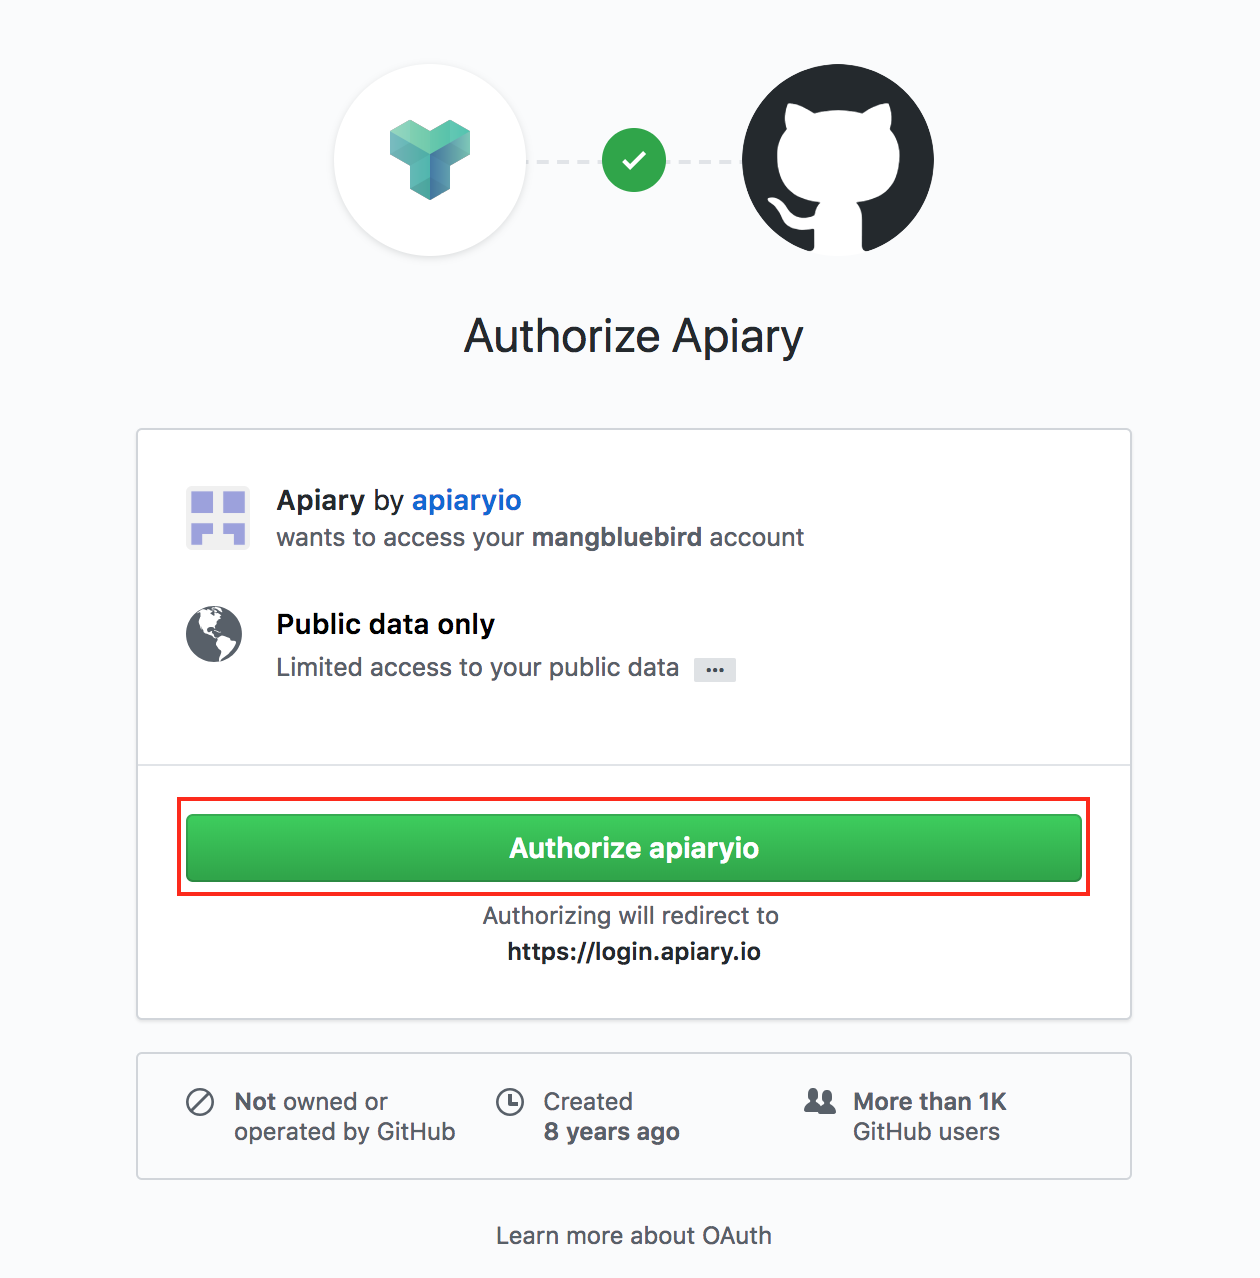 Authorize Apiary
Apiary by apiaryio
wants to access your mangbluebird account
Public data only
Limited access to your public data ...
Authorize apiaryio
Authorizing will redirect to
https://login.apiary.io
Not owned or
operated by GitHub
Created
8 years ago
More than 1K
GitHub users
Learn more about OAuth